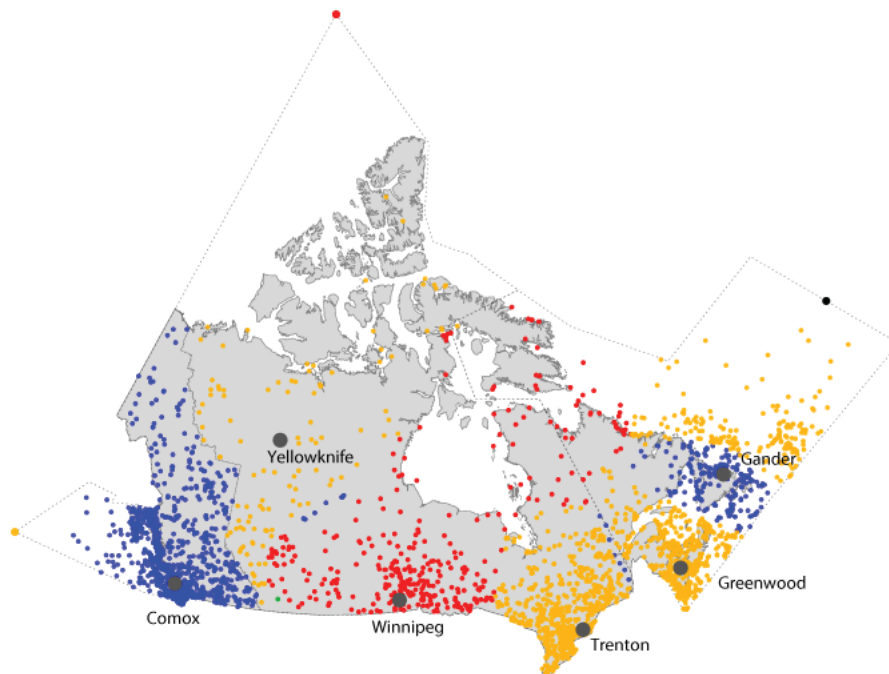 Yellowknife
Gander
Greenwood
Comox
Winnipeg
Trenton